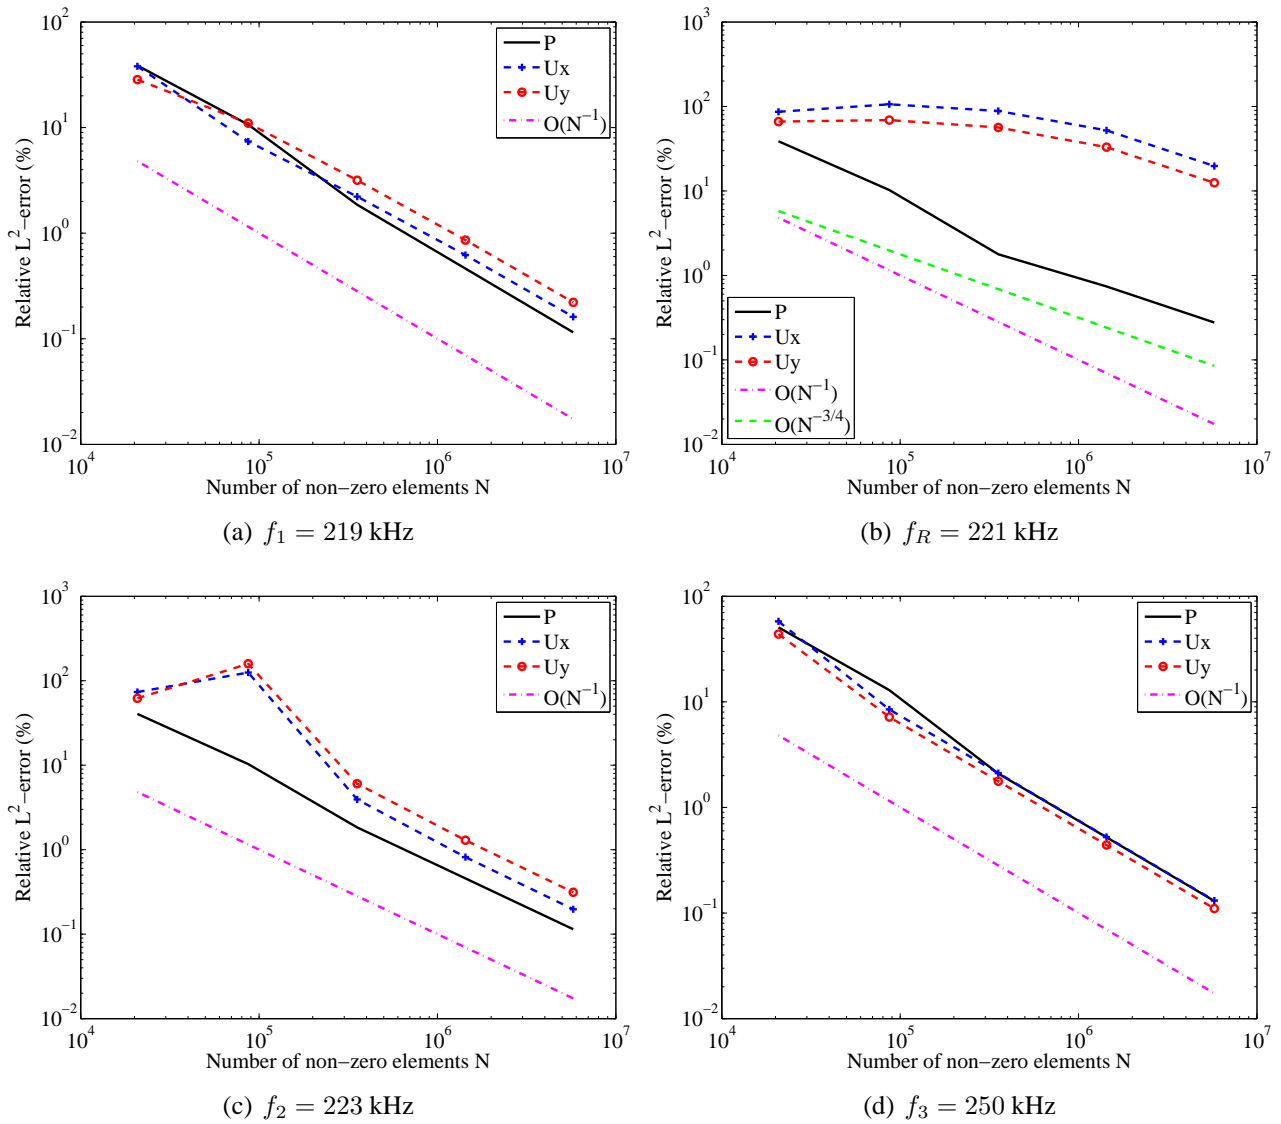 10^2
10^1
10^0
10^-1
10^-2
Relative L^2-error (%)
P
Ux
Uy
O(N^-1)
10^4 10^5 10^6 10^7
Number of non-zero elements N
(a) f_1 = 219 kHz
10^3
10^2
10^1
10^0
10^-1
10^-2
Relative L^2-error (%)
P
Ux
Uy
O(N^-1)
O(N^-3/4)
10^4 10^5 10^6 10^7
Number of non-zero elements N
(b) f_R = 221 kHz
10^3
10^2
10^1
10^0
10^-1
10^-2
Relative L^2-error (%)
P
Ux
Uy
O(N^-1)
10^4 10^5 10^6 10^7
Number of non-zero elements N
(c) f_2 = 223 kHz
10^2
10^1
10^0
10^-1
10^-2
Relative L^2-error (%)
P
Ux
Uy
O(N^-1)
10^4 10^5 10^6 10^7
Number of non-zero elements N
(d) f_3 = 250 kHz